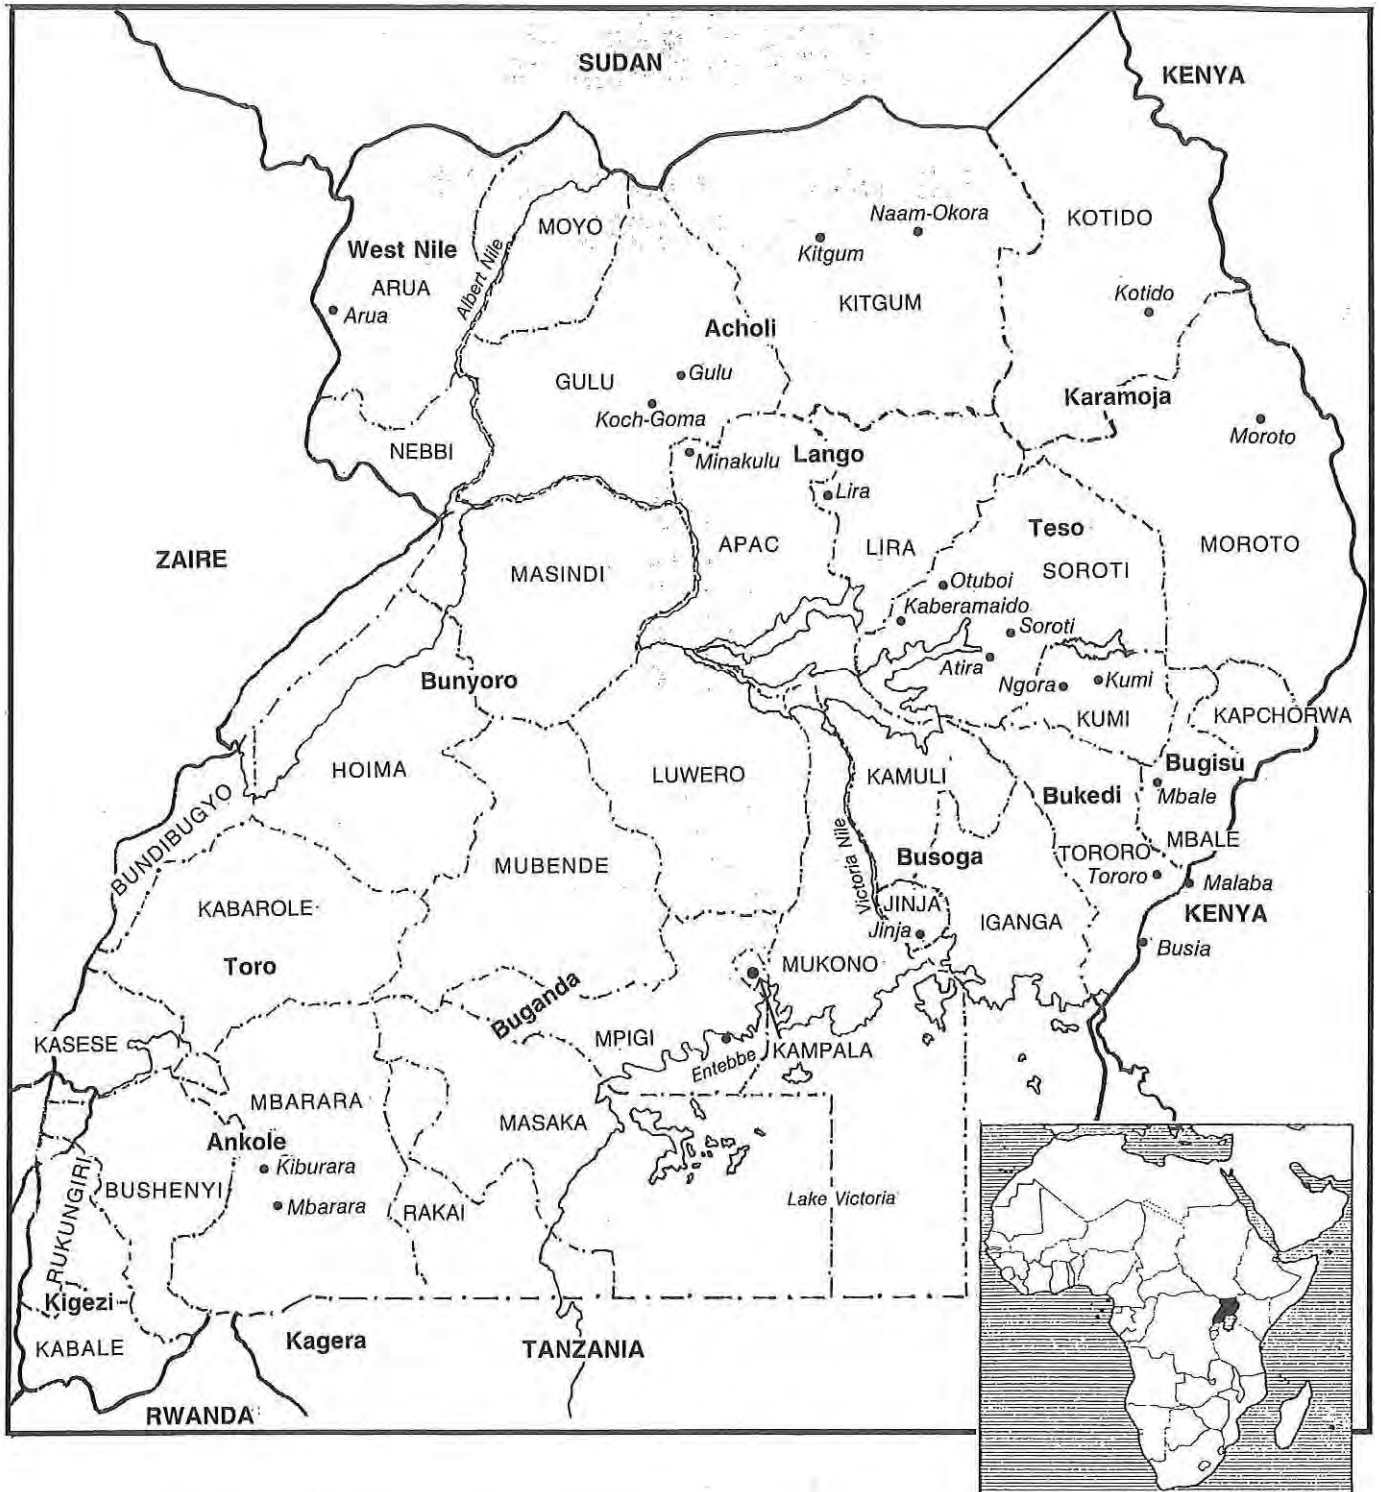 SUDAN
KENYA
Naam-Okora
KOTIDO
MOYO
Kitgum
West Nile
Albert Nile
ARUA
Kotido
KITGUM
Arua
Acholi
GULU
Gulu
Karamoja
Koch-Goma
Moroto
NEBBI
Minakulu
Lango
Lira
Teso
ZAIRE
APAC
LIRA
MOROTO
MASINDI
SOROTI
Otuboi
Kaberamaido
Soroti
Atira
Bunyoro
Ngora
Kumi
KUMI
KAPCHORWA
HOIMA
LUWERO
KAMULI
Bugisu
Bukedi
Mbale
BUNDIBUGYO
MBALE
Victoria Nile
Busoga
TORORO
MUBENDE
Tororo
Malaba
KABAROLE
JINJA
KENYA
IGANGA
Jinja
Busia
Toro
MUKONO
Buganda
MPIGI
KASESE
KAMPALA
Entebbe
MBARARA
MASAKA
Ankole
Kiburara
RUKUNGIRI
BUSHENYI
Mbarara
RAKAI
Lake Victoria
Kigezi
KABALE
Kagera
TANZANIA
RWANDA